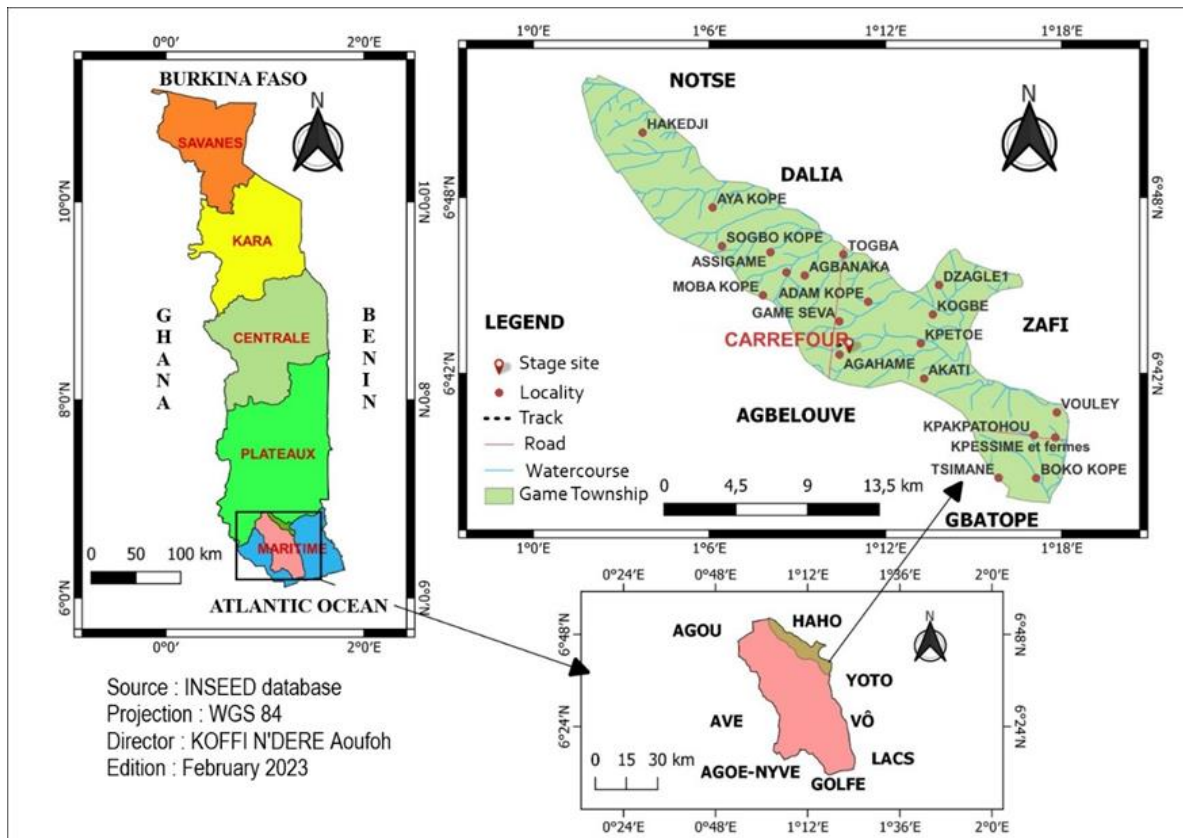 0°0′ 2°0′E
BURKINA FASO
N
SAVANES
10°0'N
10°0'N
KARA
GHANA
BENIN
CENTRALE
8°0'N
8°0'N
PLATEAUX
MARITIME
0 50 100 km
6°0'N
6°0'N
ATLANTIC OCEAN
0°0′ 2°0′E
Source : INSEED database
Projection : WGS 84
Director : KOFFI N'DERE Aoufoh
Edition : February 2023
1°0′E 1°6′E 1°12′E 1°18′E
NOTSE
N
HAKEDJI
DALIA
6°48'N
6°48'N
AYA KOPE
SOGBO KOPE
TOGBA
ASSIGAME
AGBANAKA
DZAGLE1
MOBA KOPE
ADAM KOPE
KOGBE
GAME SEVA
ZAFI
LEGEND
CARREFOUR
KPETOE
Stage site
AGAHAME
AKATI
6°42'N
6°42'N
Locality
AGBELOUVE
VOULEY
Track
KPAKPATOHOU
Road
KPESSIME et fermes
Watercourse
TSIMANE
BOKO KOPE
Game Township
0 4,5 9 13,5 km
GBATOPE
1°0′E 1°6′E 1°12′E 1°18′E
0°24′E 0°48′E 1°12′E 1°36′E 2°0′E
HAHO
N
AGOU
6°48'N
6°48'N
YOTO
AVE
VÔ
6°24'N
6°24'N
LACS
0 15 30 km
AGOE-NYVE
GOLFE
0°24′E 0°48′E 1°12′E 1°36′E 2°0′E